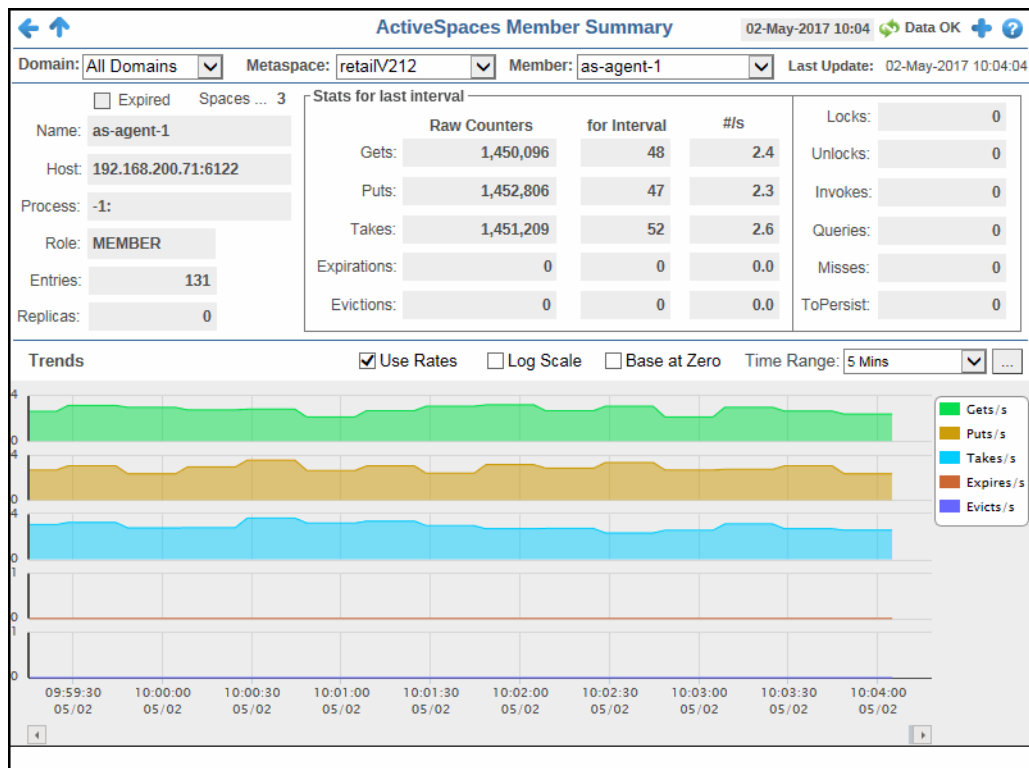 ActiveSpaces Member Summary 02-May-2017 10:04 Data OK
Domain: All Domains Metaspace: retailV212 Member: as-agent-1 Last Update: 02-May-2017 10:04:04
Expired Spaces ... 3
Name: as-agent-1
Host: 192.168.200.71:6122
Process: -1:
Role: MEMBER
Entries: 131
Replicas: 0
Stats for last interval
Raw Counters for Interval #/s
Gets: 1,450,096 48 2.4
Puts: 1,452,806 47 2.3
Takes: 1,451,209 52 2.6
Expirations: 0 0 0.0
Evictions: 0 0 0.0
Locks: 0
Unlocks: 0
Invokes: 0
Queries: 0
Misses: 0
ToPersist: 0
Trends Use Rates Log Scale Base at Zero Time Range: 5 Mins ...
4
0
4
0
4
0
1
0
1
0
Gets/s
Puts/s
Takes/s
Expires/s
Evicts/s
09:59:30 10:00:00 10:00:30 10:01:00 10:01:30 10:02:00 10:02:30 10:03:00 10:03:30 10:04:00
05/02 05/02 05/02 05/02 05/02 05/02 05/02 05/02 05/02 05/02